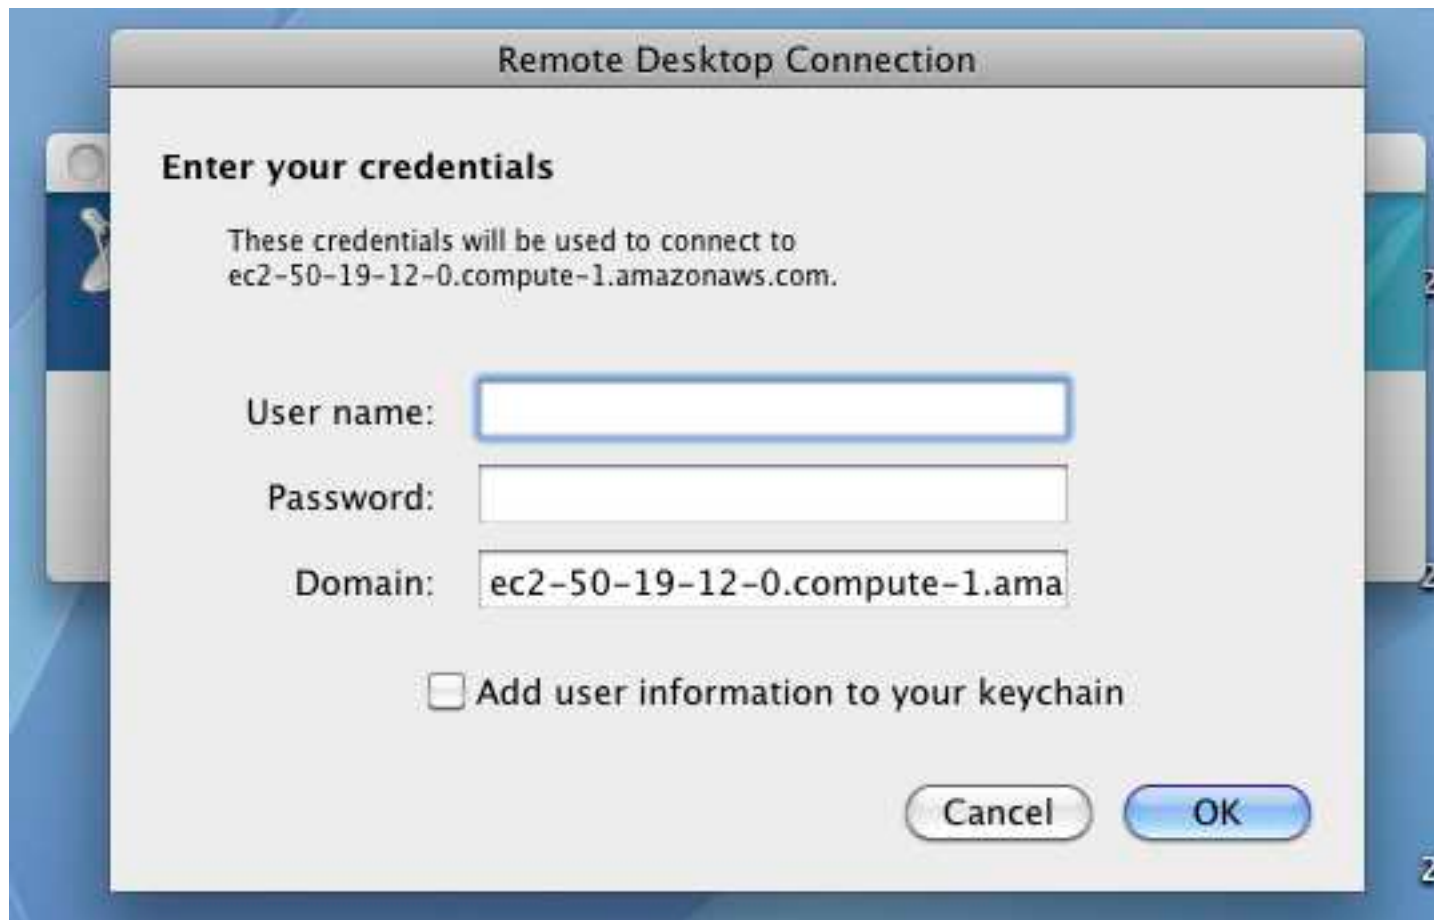 Remote Desktop Connection
Enter your credentials
These credentials will be used to connect to
ec2-50-19-12-0.compute-1.amazonaws.com.
User name:
Password:
Domain: ec2-50-19-12-0.compute-1.ama
Add user information to your keychain
Cancel OK